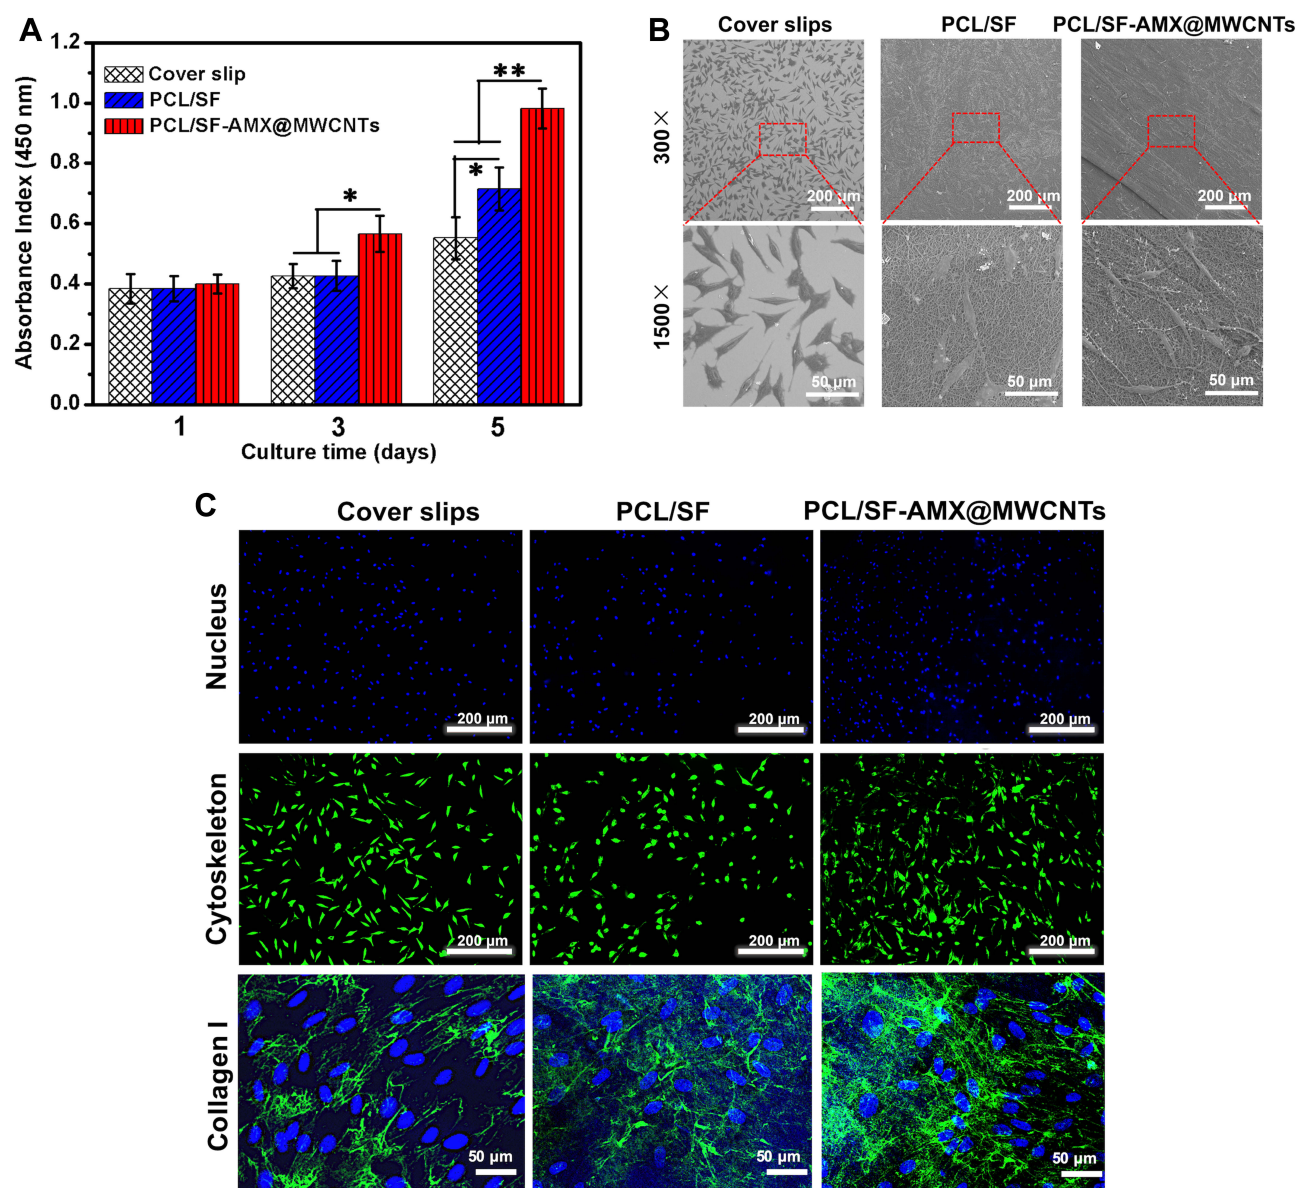 A
1.2
1.0
0.8
0.6
0.4
0.2
0.0
Absorbance Index (450 nm)
Cover slip
PCL/SF
PCL/SF-AMX@MWCNTs
*
*
**
1 3 5
Culture time (days)
B
Cover slips PCL/SF PCL/SF-AMX@MWCNTs
300×
200 μm 200 μm 200 μm
1500×
50 μm 50 μm 50 μm
C
Cover slips PCL/SF PCL/SF-AMX@MWCNTs
Nucleus
200 μm 200 μm 200 μm
Cytoskeleton
200 μm 200 μm 200 μm
Collagen I
50 μm 50 μm 50 μm